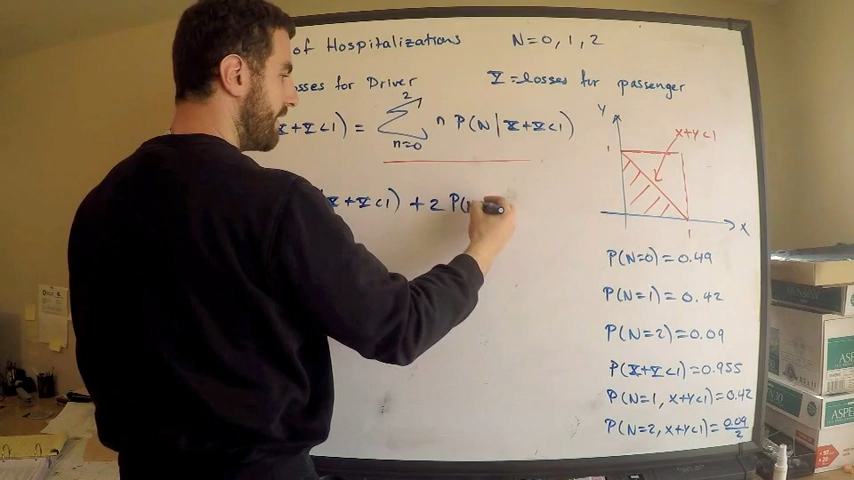 of Hospitalizations N=0, 1, 2
osses for Driver Y=losses for passenger
X+Y<1) = 2 Σ n=0 n P(N | X+Y<1)
X+Y<1) + 2 P(
Y
1
X+Y<1
X
1
P(N=0)=0.49
P(N=1)=0.42
P(N=2)=0.09
P(X+Y<1)=0.955
P(N=1, X+Y<1)=0.42
P(N=2, X+Y<1)=0.09/2